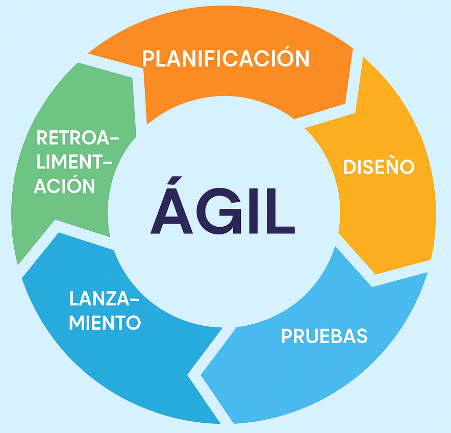 PLANIFICACIÓN
DISEÑO
PRUEBAS
LANZA-
MIENTO
RETROA-
LIMENT-
ACIÓN
ÁGIL